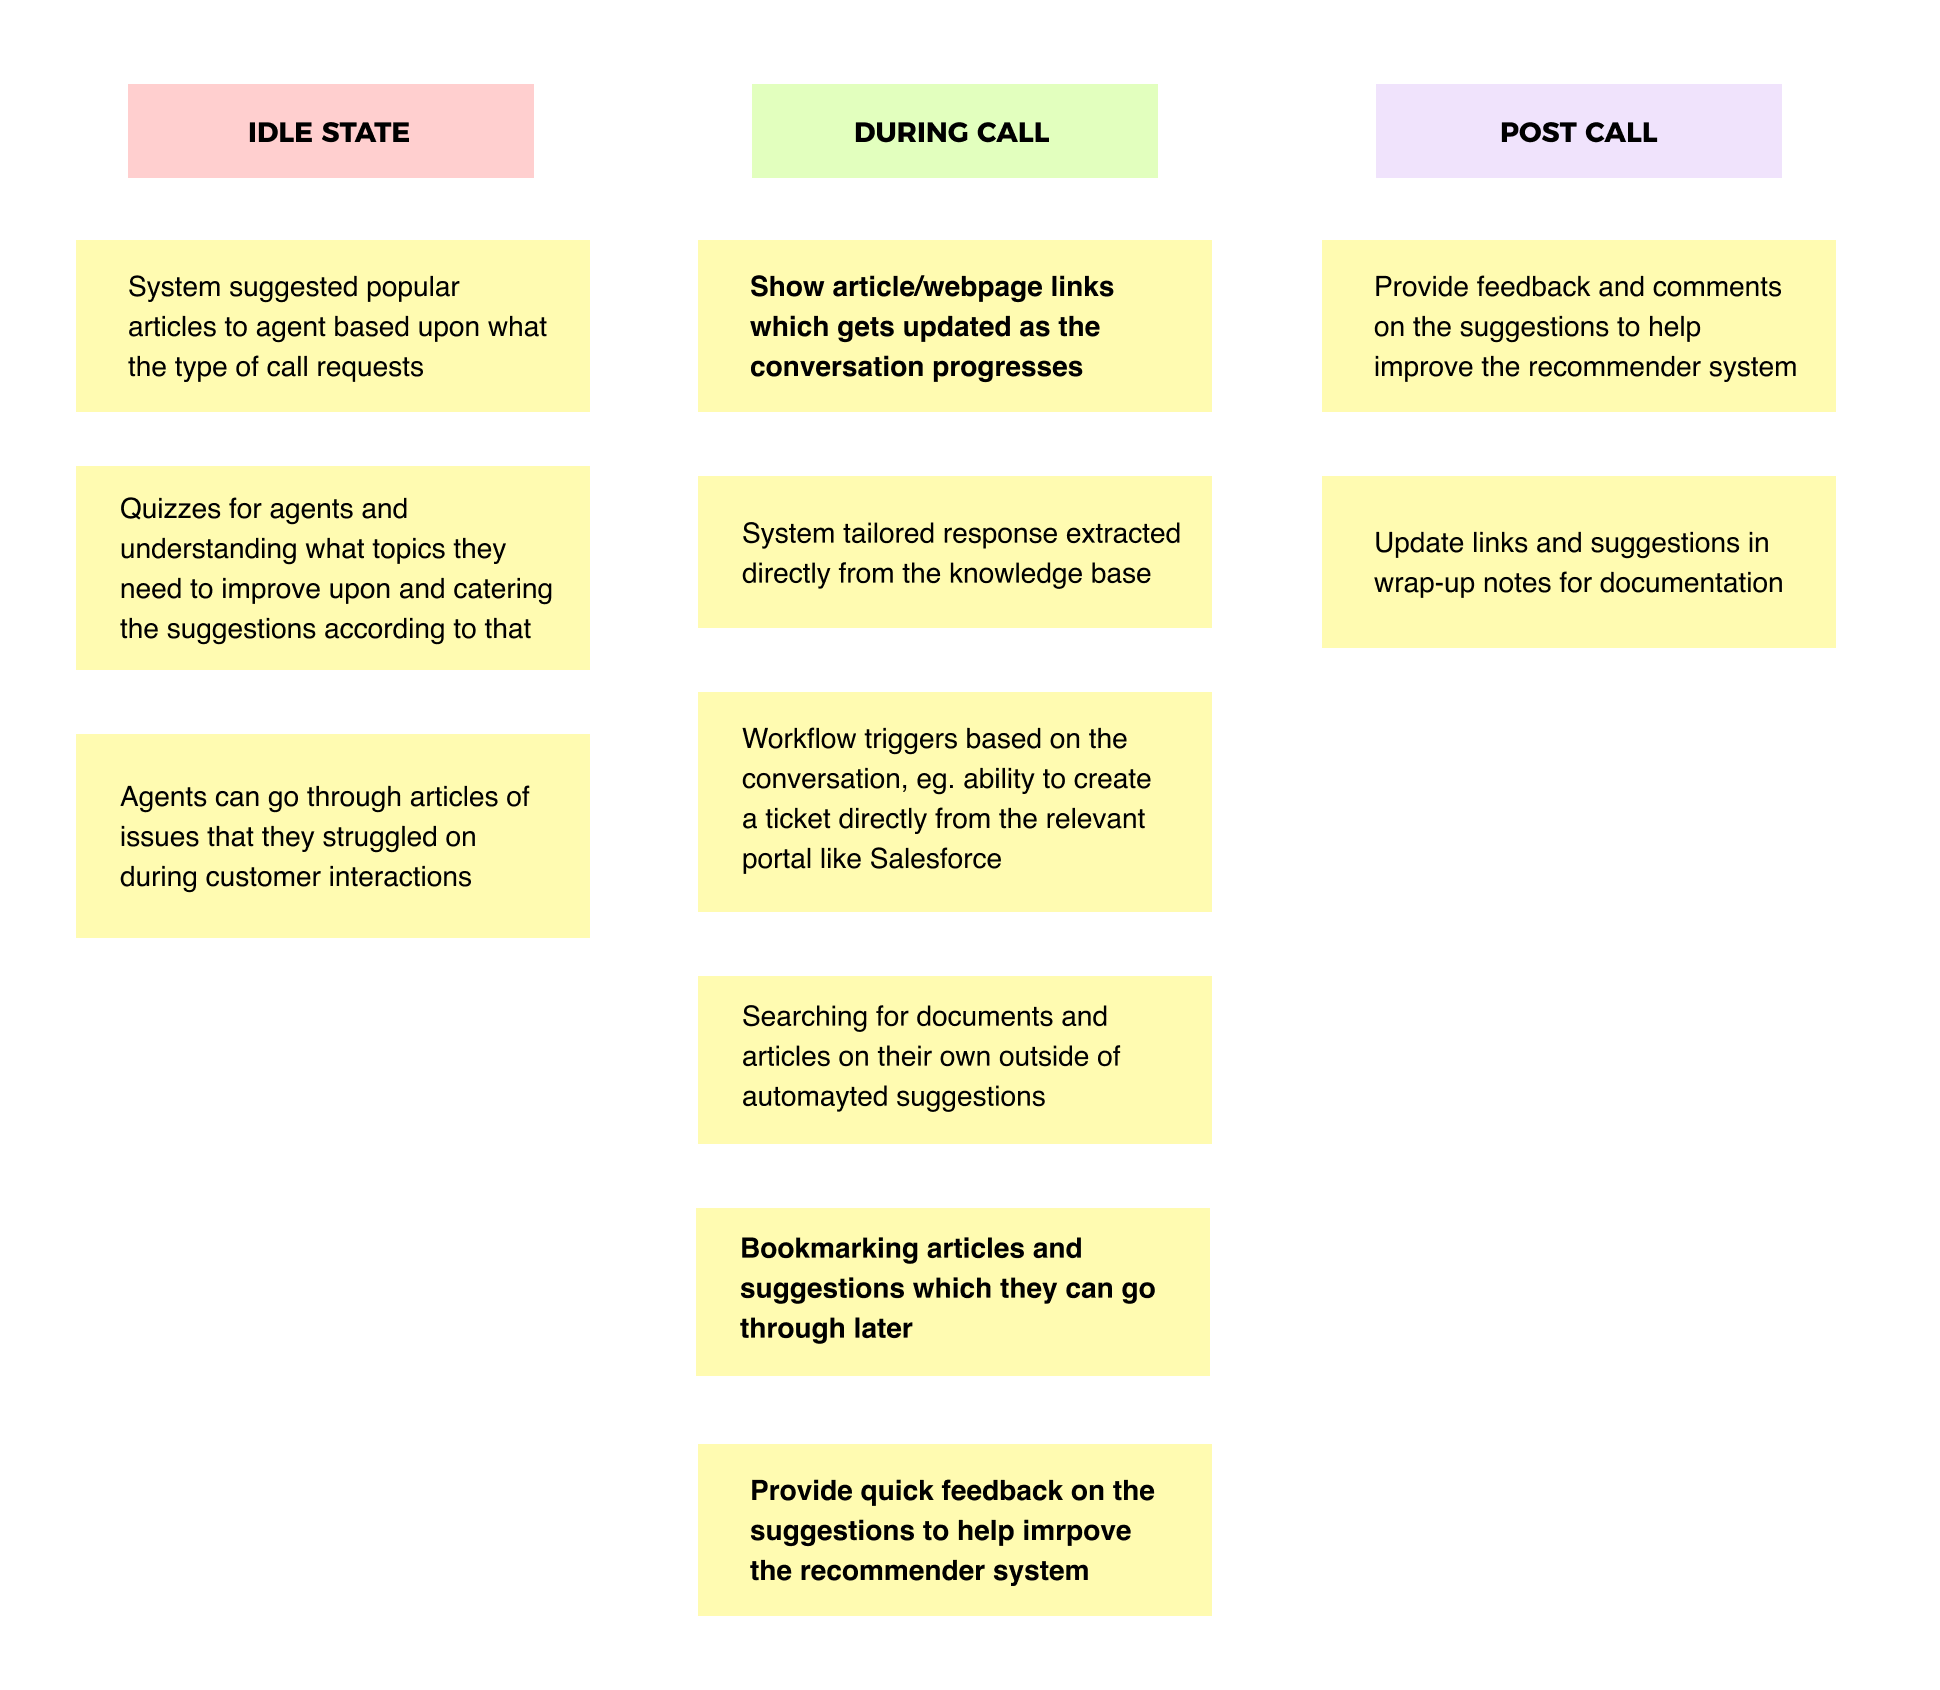 IDLE STATE
System suggested popular
articles to agent based upon what
the type of call requests
Quizzes for agents and
understanding what topics they
need to improve upon and catering
the suggestions according to that
Agents can go through articles of
issues that they struggled on
during customer interactions
DURING CALL
Show article/webpage links
which gets updated as the
conversation progresses
System tailored response extracted
directly from the knowledge base
Workflow triggers based on the
conversation, eg. ability to create
a ticket directly from the relevant
portal like Salesforce
Searching for documents and
articles on their own outside of
automayted suggestions
Bookmarking articles and
suggestions which they can go
through later
Provide quick feedback on the
suggestions to help imrpove
the recommender system
POST CALL
Provide feedback and comments
on the suggestions to help
improve the recommender system
Update links and suggestions in
wrap-up notes for documentation